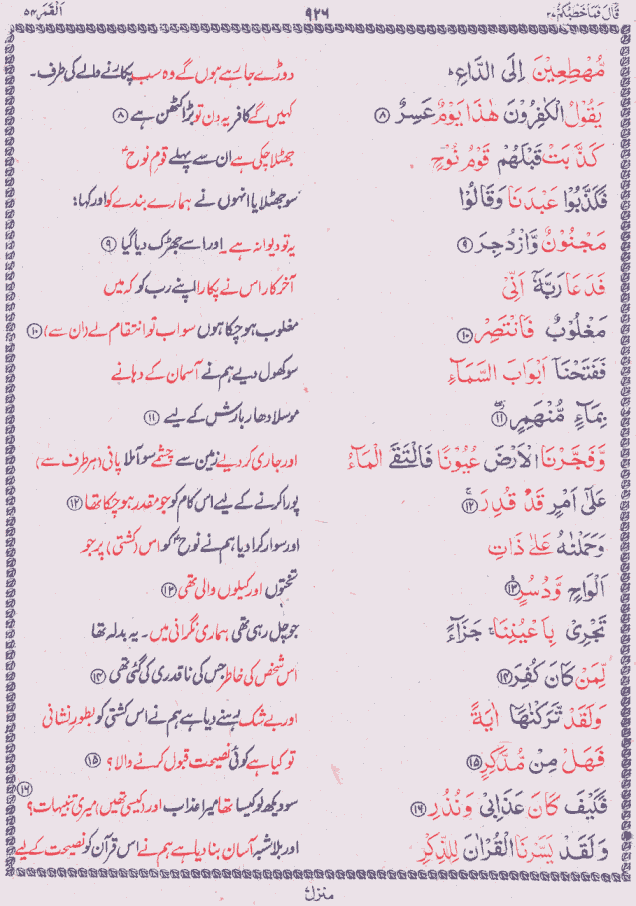 قَالَ فَمَا خَطْبُكُمْ ۲۷ ۹۲۶ اَلْقَمَر ۵۴
مُّهْطِعِيْنَ اِلَى الدَّاعِ ؕ دوڑے جا رہے ہوں گے وہ سب پکارنے والے کی طرف۔
يَقُوْلُ الْكٰفِرُوْنَ هٰذَا يَوْمٌ عَسِرٌ ⑧ کہیں گے کافر یہ دن تو بڑا کٹھن ہے ⑧
كَذَّبَتْ قَبْلَهُمْ قَوْمُ نُوْحٍ جھٹلا چکی ہے ان سے پہلے قوم نوحؑ
فَكَذَّبُوْا عَبْدَنَا وَقَالُوْا سو جھٹلایا انہوں نے ہمارے بندے کو اور کہا:
مَجْنُوْنٌ وَّازْدُجِرَ ⑨ یہ تو دیوانہ ہے۔ اور اسے جھڑک دیا گیا ⑨
فَدَعَا رَبَّهٗۤ اَنِّىْ آخر کار اس نے پکارا اپنے رب کو کہ میں
مَغْلُوْبٌ فَانْتَصِرْ ⑩ مغلوب ہو چکا ہوں سو اب تو انتقام لے (ان سے) ⑩
فَفَتَحْنَاۤ اَبْوَابَ السَّمَآءِ سو کھول دیے ہم نے آسمان کے دہانے
بِمَآءٍ مُّنْهَمِرٍ ⑪ موسلا دھار بارش کے لیے ⑪
وَّفَجَّرْنَا الْاَرْضَ عُيُوْنًا فَالْتَقَى الْمَآءُ اور جاری کر دیے زمین سے چشمے سو آملا پانی (ہر طرف سے)
عَلٰٓى اَمْرٍ قَدْ قُدِرَ ⑫ پورا کرنے کے لیے اس کام کو جو مقدر ہو چکا تھا ⑫
وَحَمَلْنٰهُ عَلٰى ذَاتِ اور سوار کرا دیا ہم نے نوحؑ کو اس (کشتی) پر جو
اَلْوَاحٍ وَّدُسُرٍ ⑬ تختوں اور کیلوں والی تھی ⑬
تَجْرِىْ بِاَعْيُنِنَا ۚ جَزَآءً جو چل رہی تھی ہماری نگرانی میں۔ یہ بدلہ تھا
لِّمَنْ كَانَ كُفِرَ ⑭ اس شخص کی خاطر جس کی ناقدری کی گئی تھی ⑭
وَلَقَدْ تَّرَكْنٰهَاۤ اٰيَةً اور بے شک رہنے دیا ہے ہم نے اس کشتی کو بطور نشانی
فَهَلْ مِنْ مُّدَّكِرٍ ⑮ تو کیا ہے کوئی نصیحت قبول کرنے والا؟ ⑮
فَكَيْفَ كَانَ عَذَابِىْ وَنُذُرِ ⑯ سو دیکھ لو کیسا تھا میرا عذاب اور (کیسی تھیں) میری تنبیہات؟ ⑯
وَلَقَدْ يَسَّرْنَا الْقُرْاٰنَ لِلذِّكْرِ اور بلاشبہ آسان بنا دیا ہے ہم نے اس قرآن کو نصیحت کے لیے
منزل